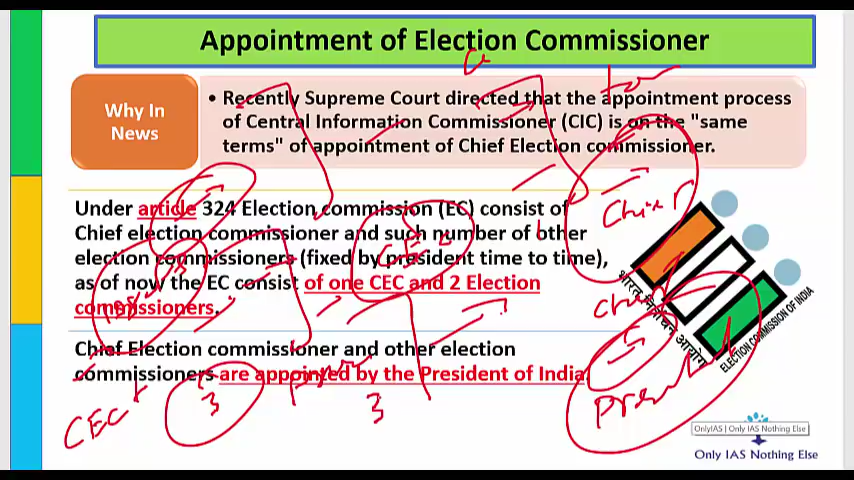 Appointment of Election Commissioner
Why In
News
• Recently Supreme Court directed that the appointment process
of Central Information Commissioner (CIC) is on the "same
terms" of appointment of Chief Election commissioner.
Under article 324 Election commission (EC) consist of
Chief election commissioner and such number of other
election commissioners (fixed by president time to time),
as of now the EC consist of one CEC and 2 Election
commissioners.
Chief Election commissioner and other election
commissioners are appointed by the President of India
CEC
3
3
भारत निर्वाचन आयोग
ELECTION COMMISSION OF INDIA
OnlyIAS | Only IAS Nothing Else
Only IAS Nothing Else